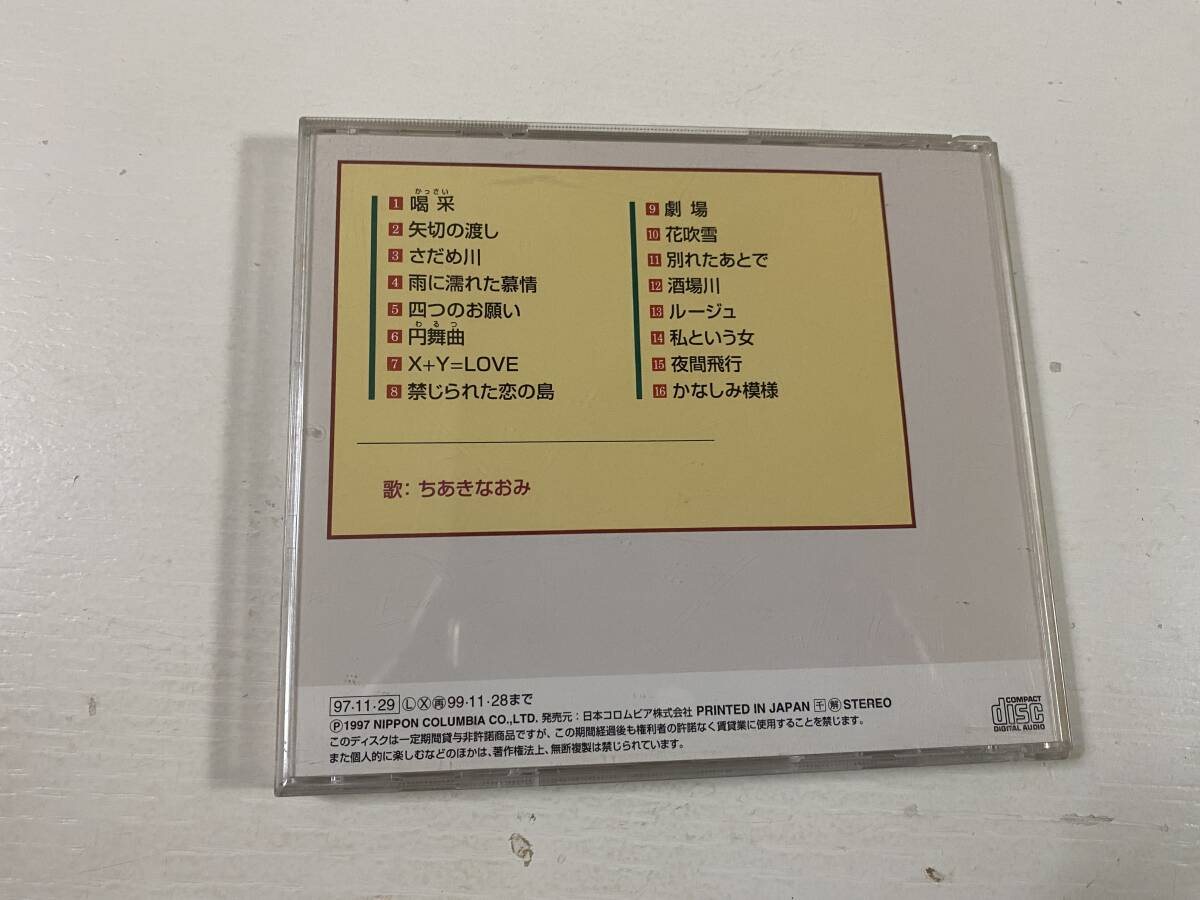 かっさい
1 喝采
2 矢切の渡し
3 さだめ川
4 雨に濡れた慕情
5 四つのお願い
わるつ
6 円舞曲
7 X+Y=LOVE
8 禁じられた恋の島
9 劇場
10 花吹雪
11 別れたあとで
12 酒場川
13 ルージュ
14 私という女
15 夜間飛行
16 かなしみ模様
歌：ちあきなおみ
97·11·29 Ⓛ Ⓧ ㊢99·11·28まで
Ⓟ1997 NIPPON COLUMBIA CO.,LTD. 発売元：日本コロムビア株式会社 PRINTED IN JAPAN 千 解 STEREO
このディスクは一定期間貸与非許諾商品ですが、この期間経過後も権利者の許諾なく賃貸業に使用することを禁じます。
また個人的に楽しむなどのほかは、著作権法上、無断複製は禁じられています。
COMPACT
disc
DIGITAL AUDIO